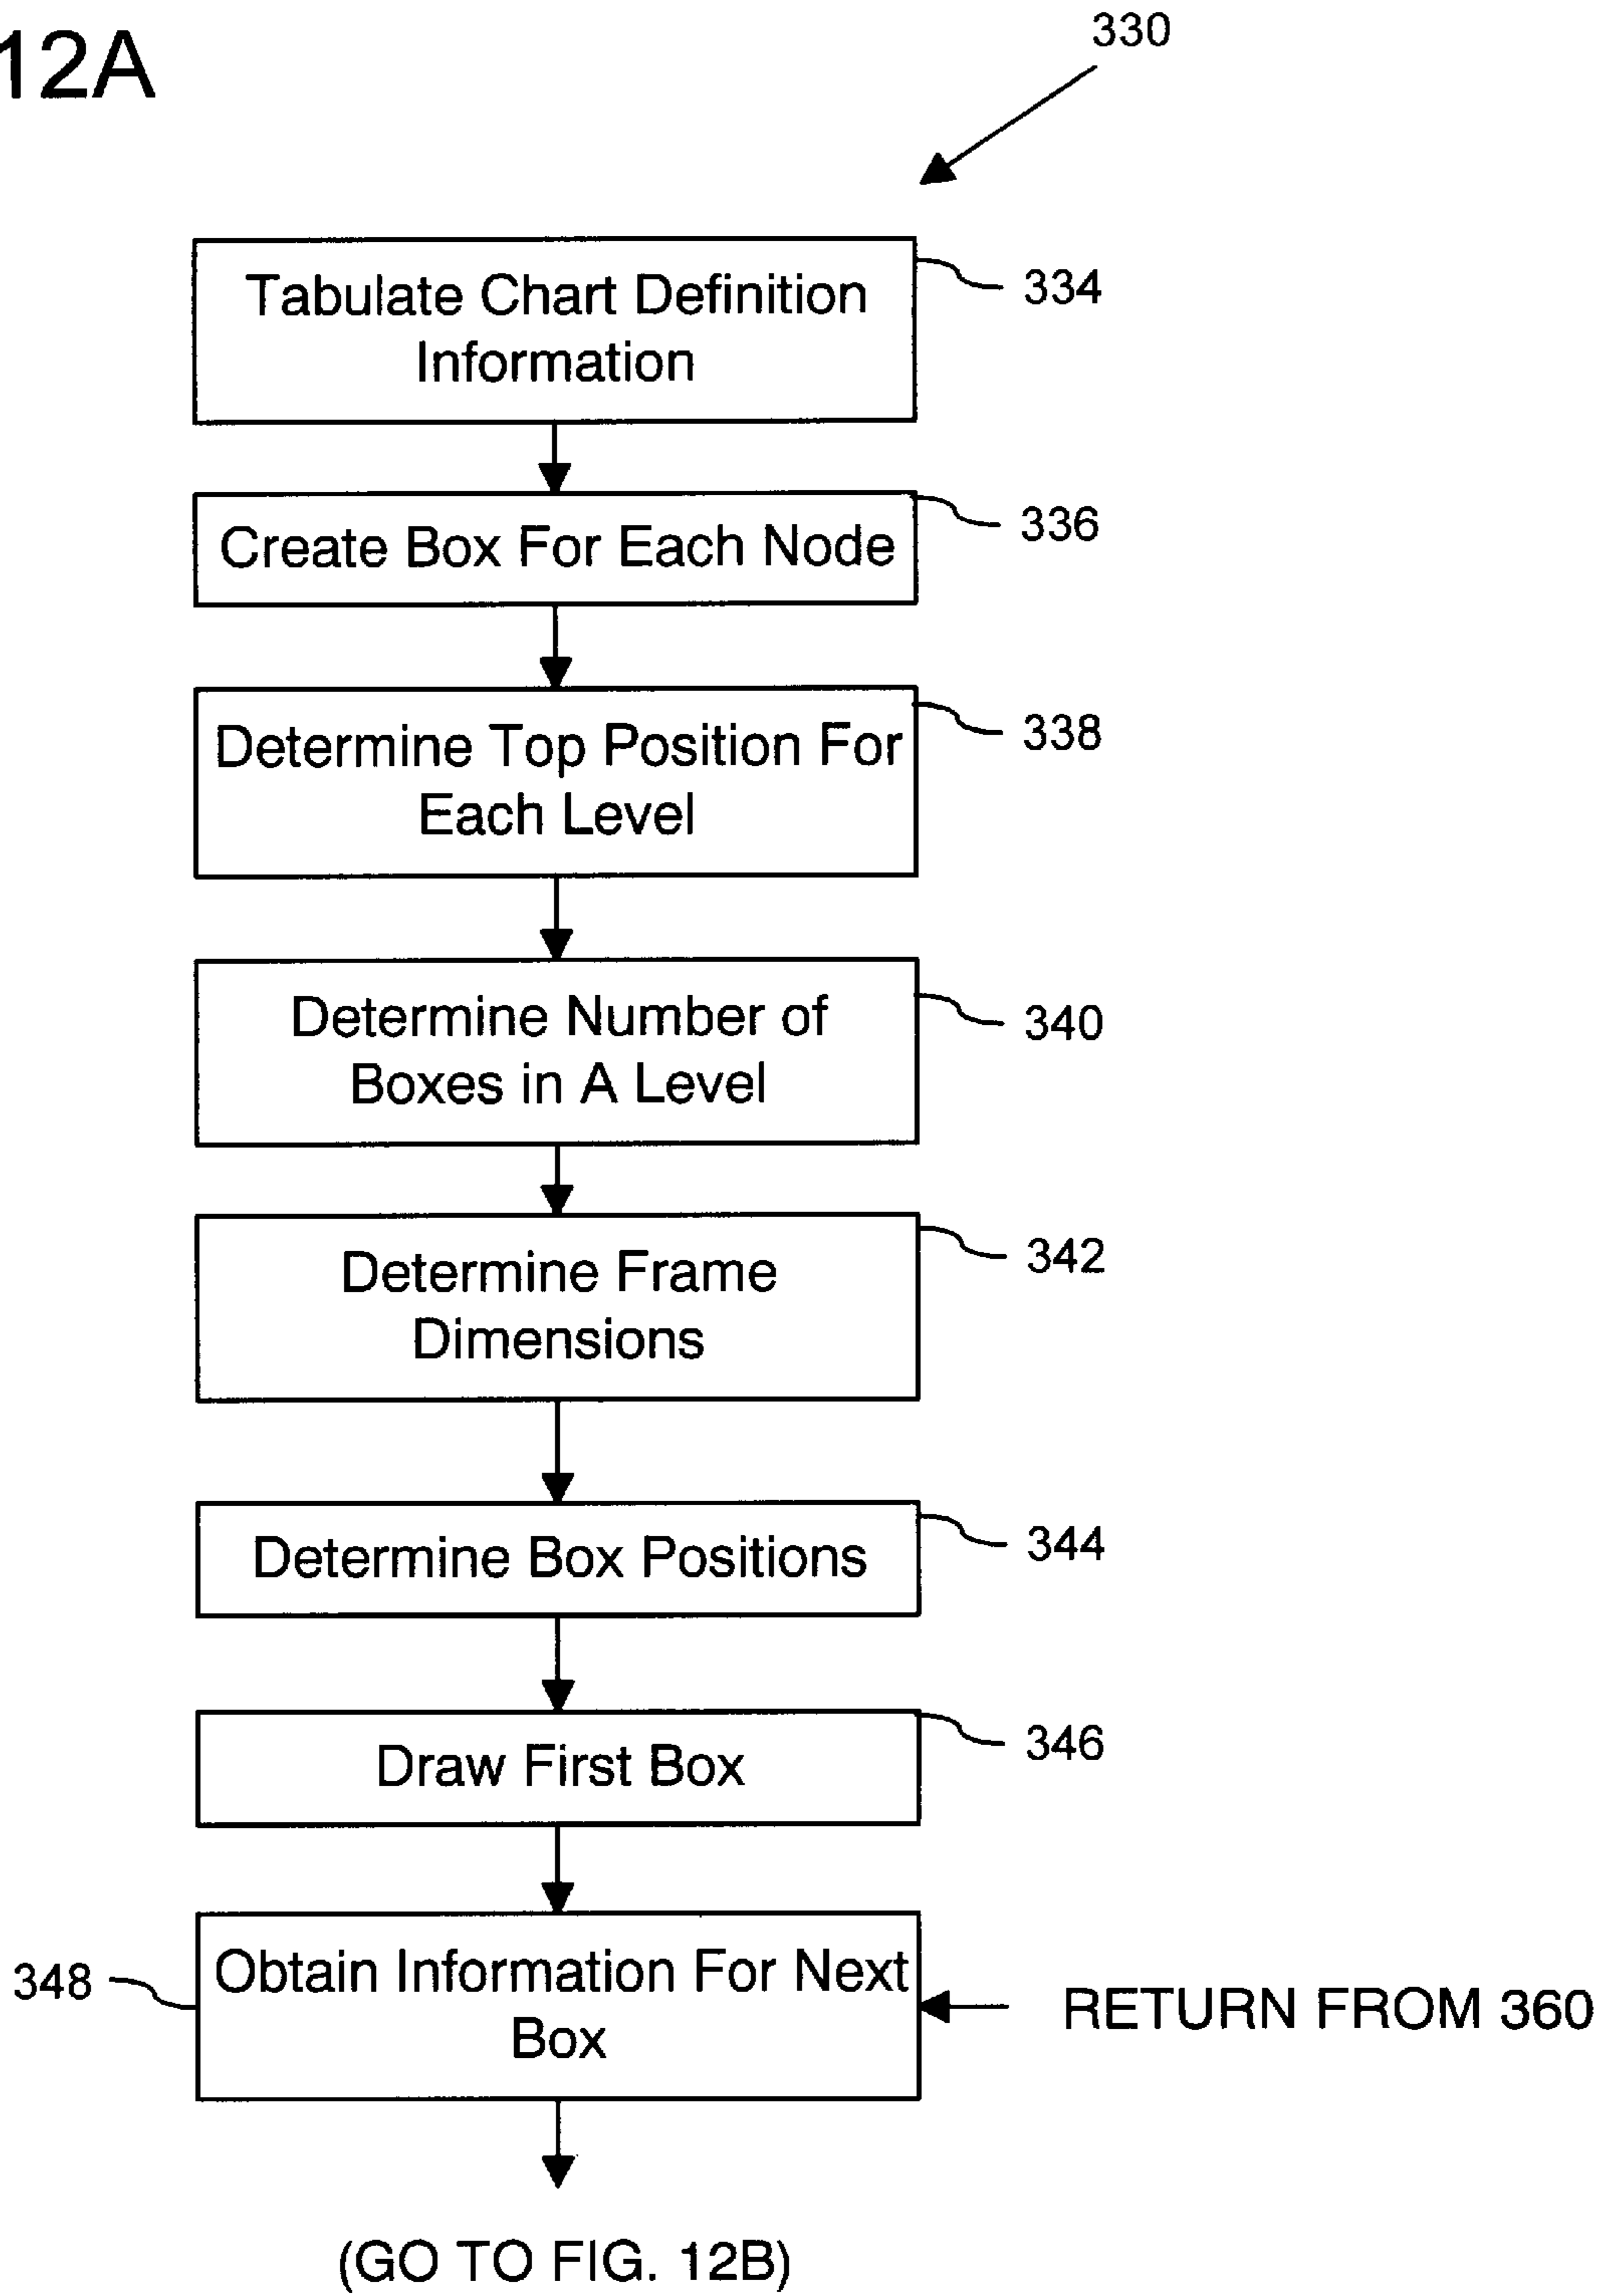 12A
330
Tabulate Chart Definition
Information
334
Create Box For Each Node
336
Determine Top Position For
Each Level
338
Determine Number of
Boxes in A Level
340
Determine Frame
Dimensions
342
Determine Box Positions
344
Draw First Box
346
348
Obtain Information For Next
Box
RETURN FROM 360
(GO TO FIG. 12B)